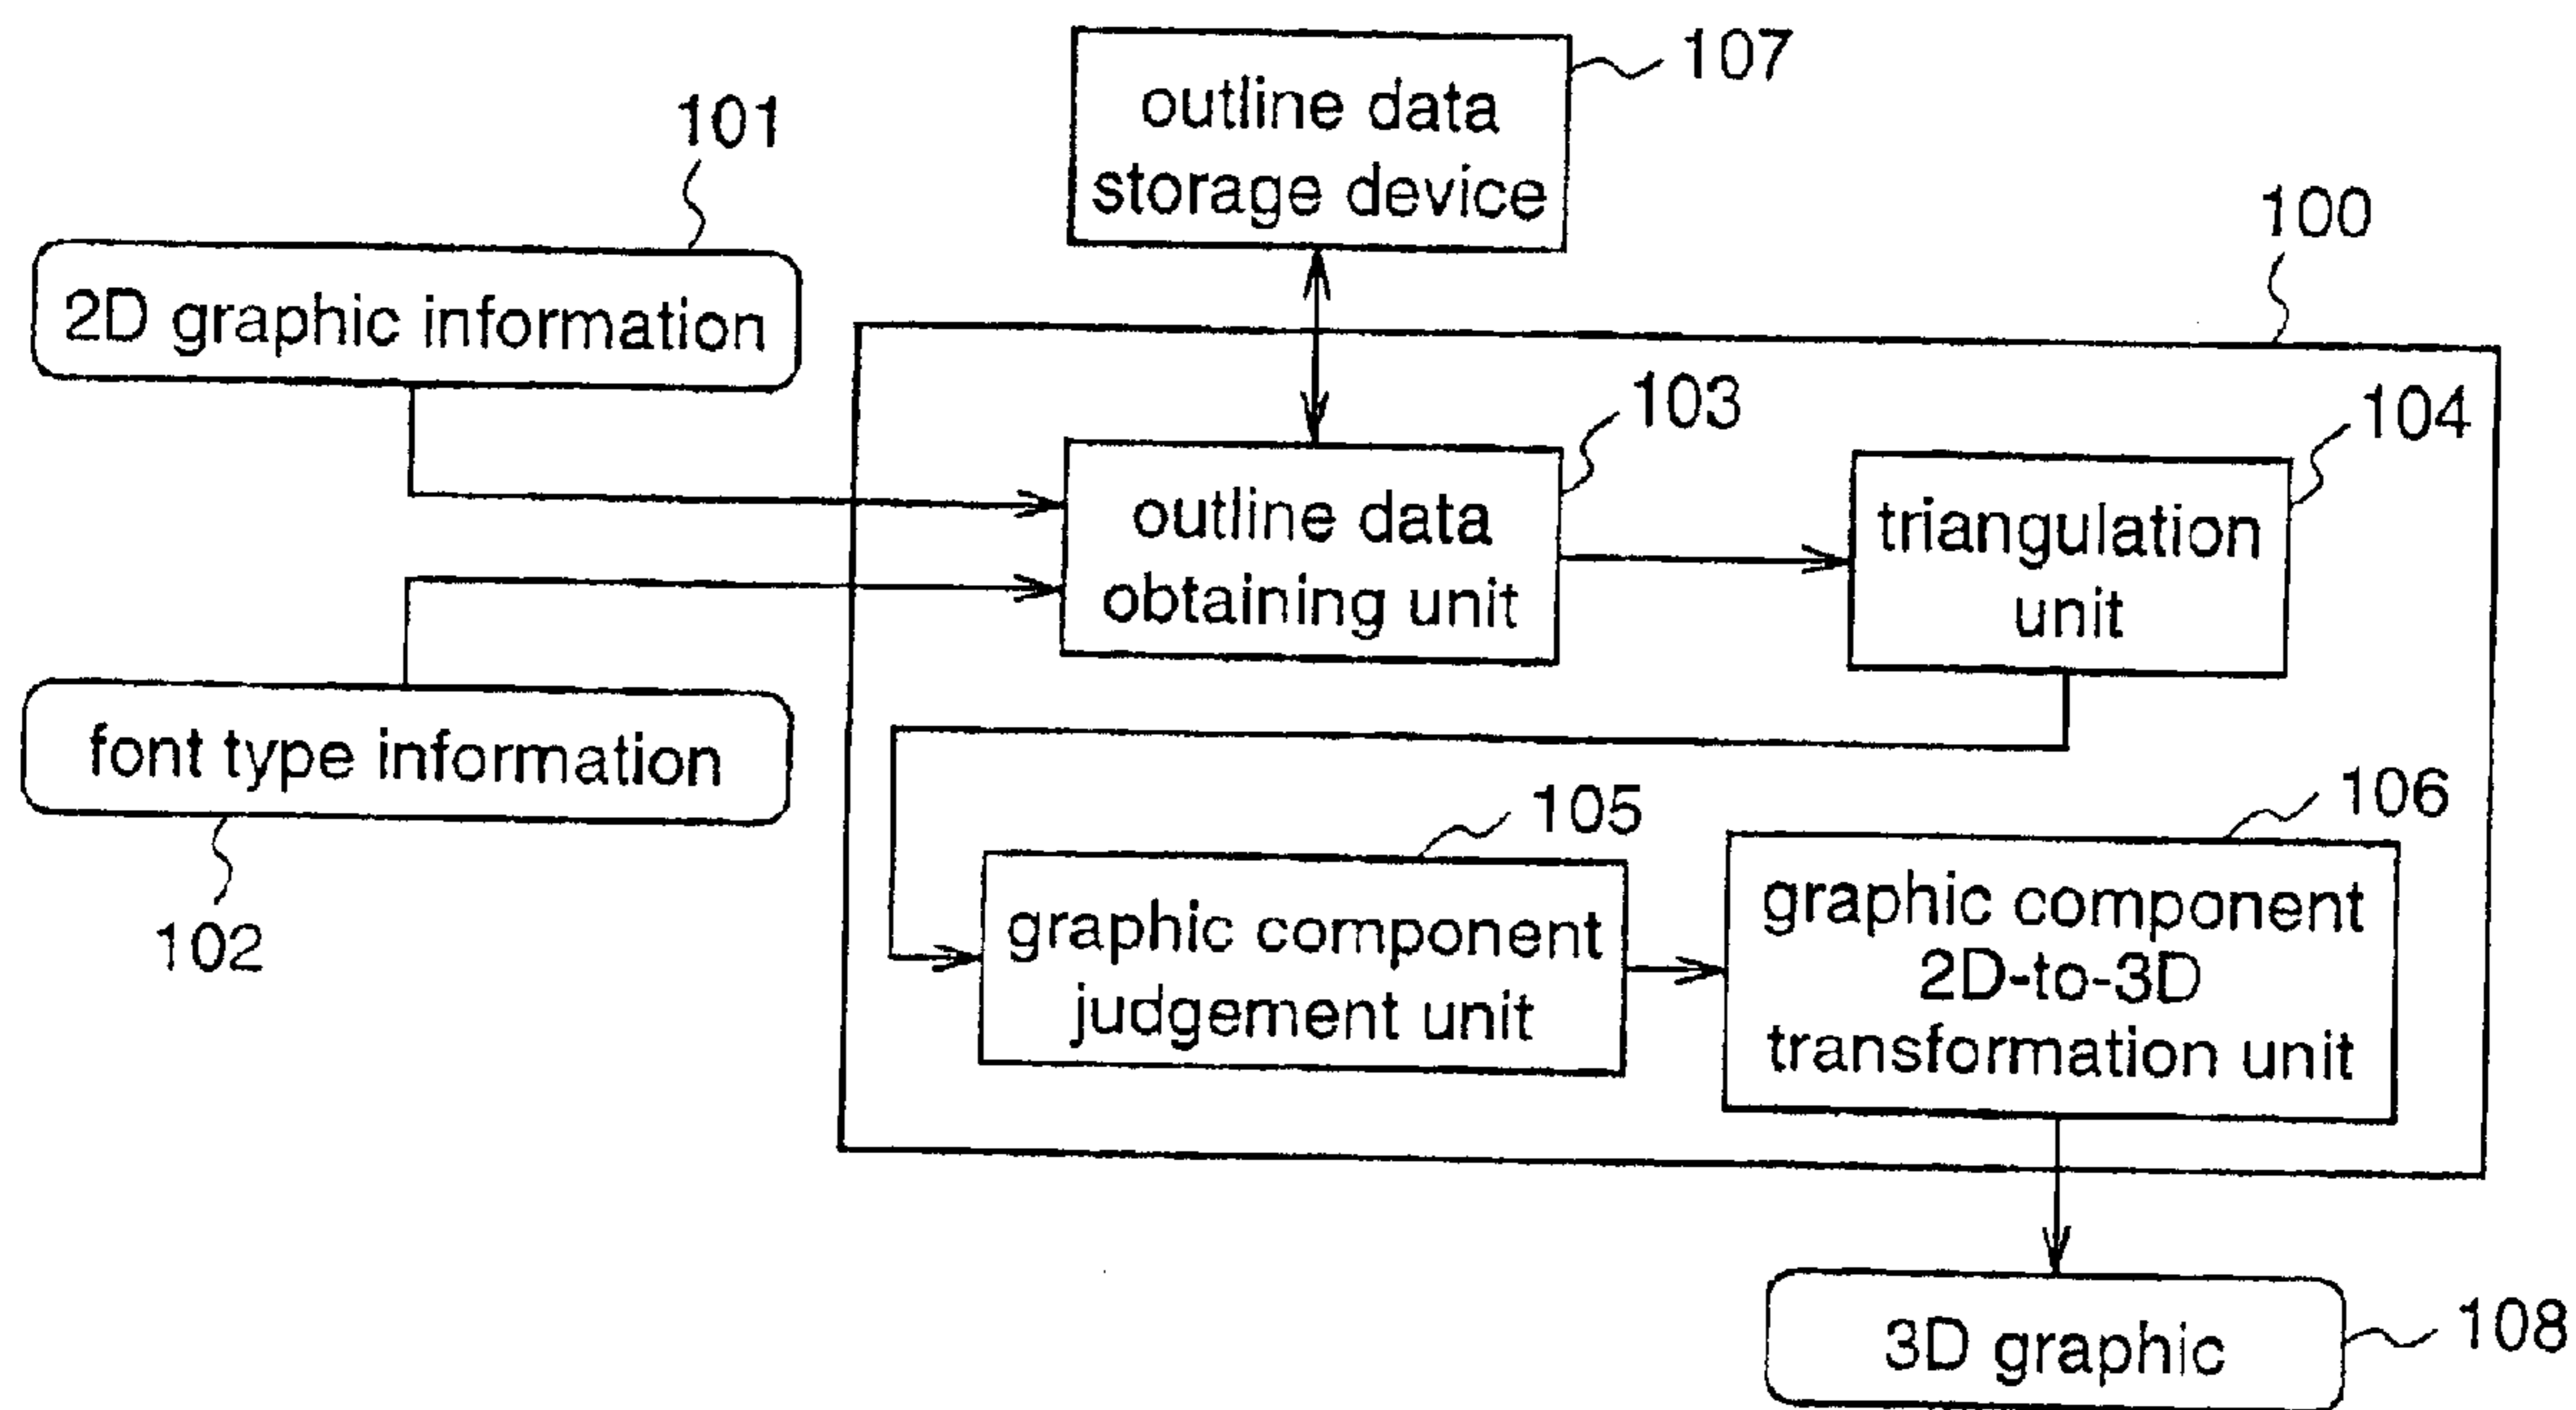 107
outline data
storage device
101
100
2D graphic information
103
104
outline data
obtaining unit
triangulation
unit
font type information
102
105
106
graphic component
judgement unit
graphic component
2D-to-3D
transformation unit
3D graphic
108